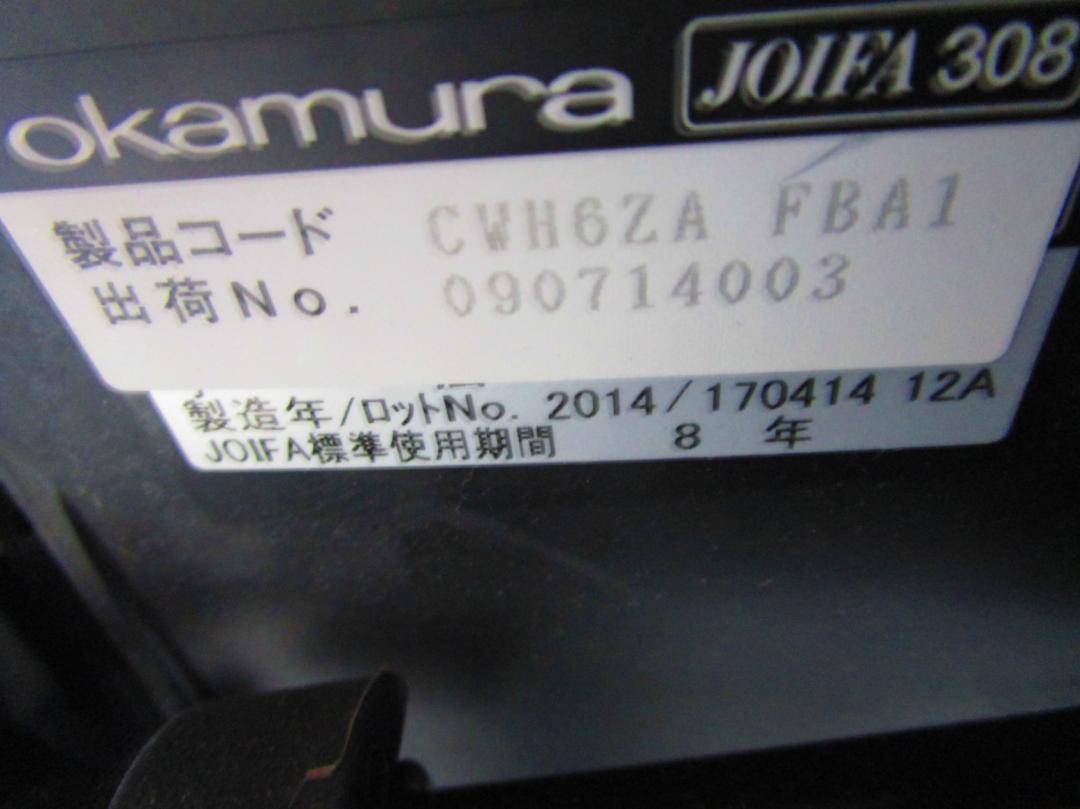 okamura JOIFA 308
製品コード CWH6ZA FBA1
出荷No. 090714003
製造年/ロットNo. 2014/170414 12A
JOIFA標準使用期間 8 年